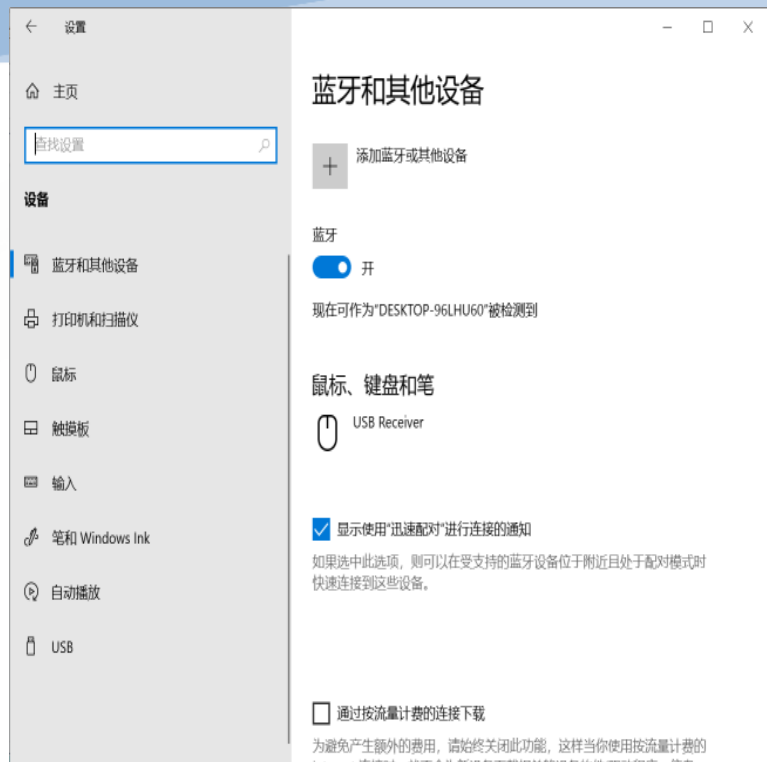 设置
主页
查找设置
设备
蓝牙和其他设备
打印机和扫描仪
鼠标
触摸板
输入
笔和 Windows Ink
自动播放
USB
蓝牙和其他设备
添加蓝牙或其他设备
蓝牙
开
现在可作为"DESKTOP-96LHU60"被检测到
鼠标、键盘和笔
USB Receiver
显示使用"迅速配对"进行连接的通知
如果选中此选项，则可以在受支持的蓝牙设备位于附近且处于配对模式时
快速连接到这些设备。
通过按流量计费的连接下载
为避免产生额外的费用，请始终关闭此功能，这样当你使用按流量计费的